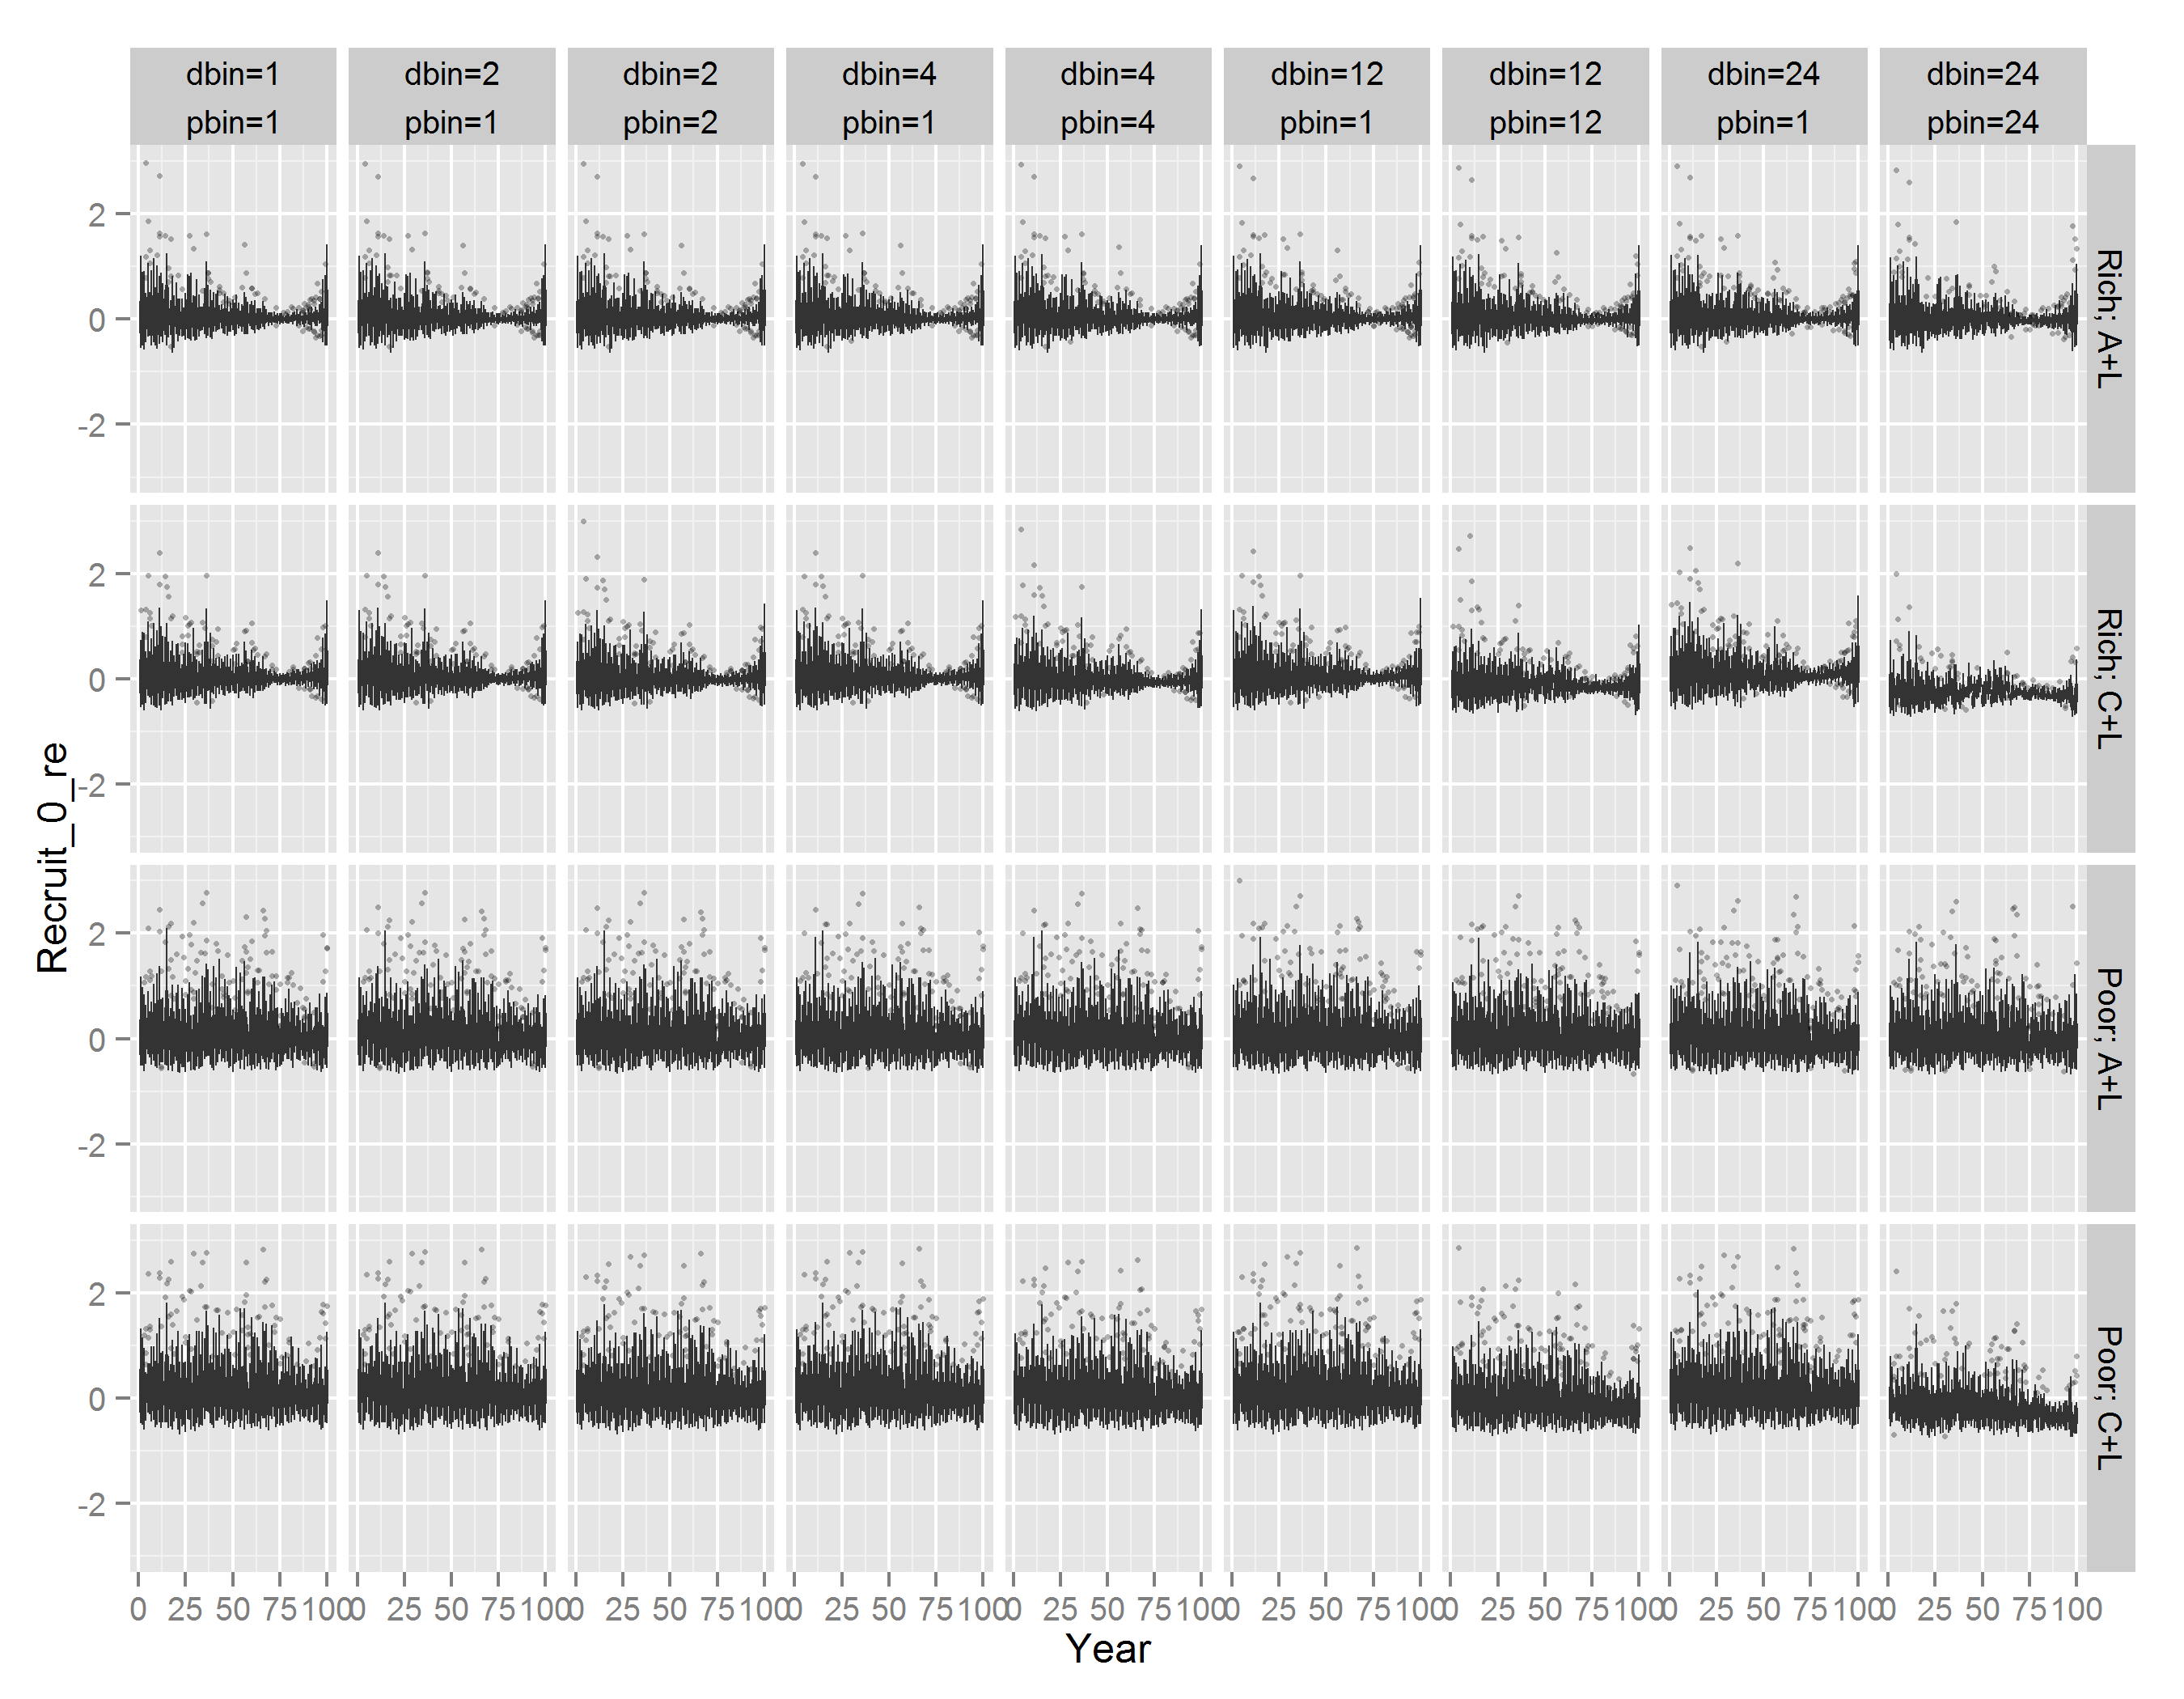 dbin=1 dbin=2 dbin=2 dbin=4 dbin=4 dbin=12 dbin=12 dbin=24 dbin=24
pbin=1 pbin=1 pbin=2 pbin=1 pbin=4 pbin=1 pbin=12 pbin=1 pbin=24
2
0
-2
Rich; A+L
2
0
-2
Rich; C+L
Recruit_0_re
2
0
-2
Poor; A+L
2
0
-2
Poor; C+L
0 25 50 75 100 0 25 50 75 100 0 25 50 75 100 0 25 50 75 100 0 25 50 75 100 0 25 50 75 100 0 25 50 75 100 0 25 50 75 100 0 25 50 75 100
Year